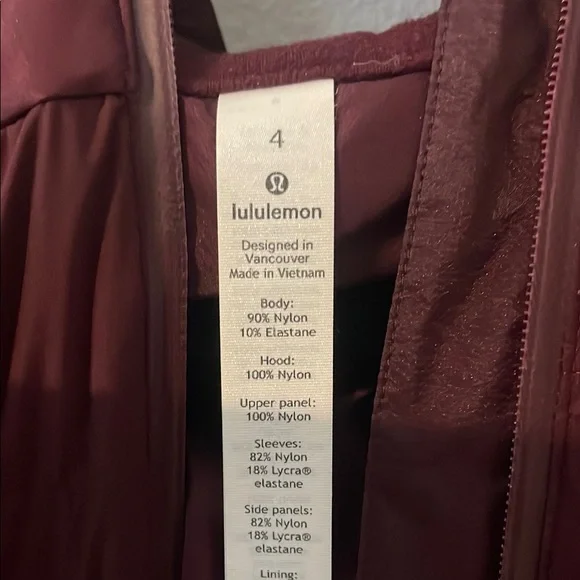 4
lululemon
Designed in
Vancouver
Made in Vietnam
Body:
90% Nylon
10% Elastane
Hood:
100% Nylon
Upper panel:
100% Nylon
Sleeves:
82% Nylon
18% Lycra®
elastane
Side panels:
82% Nylon
18% Lycra®
elastane
Lining: